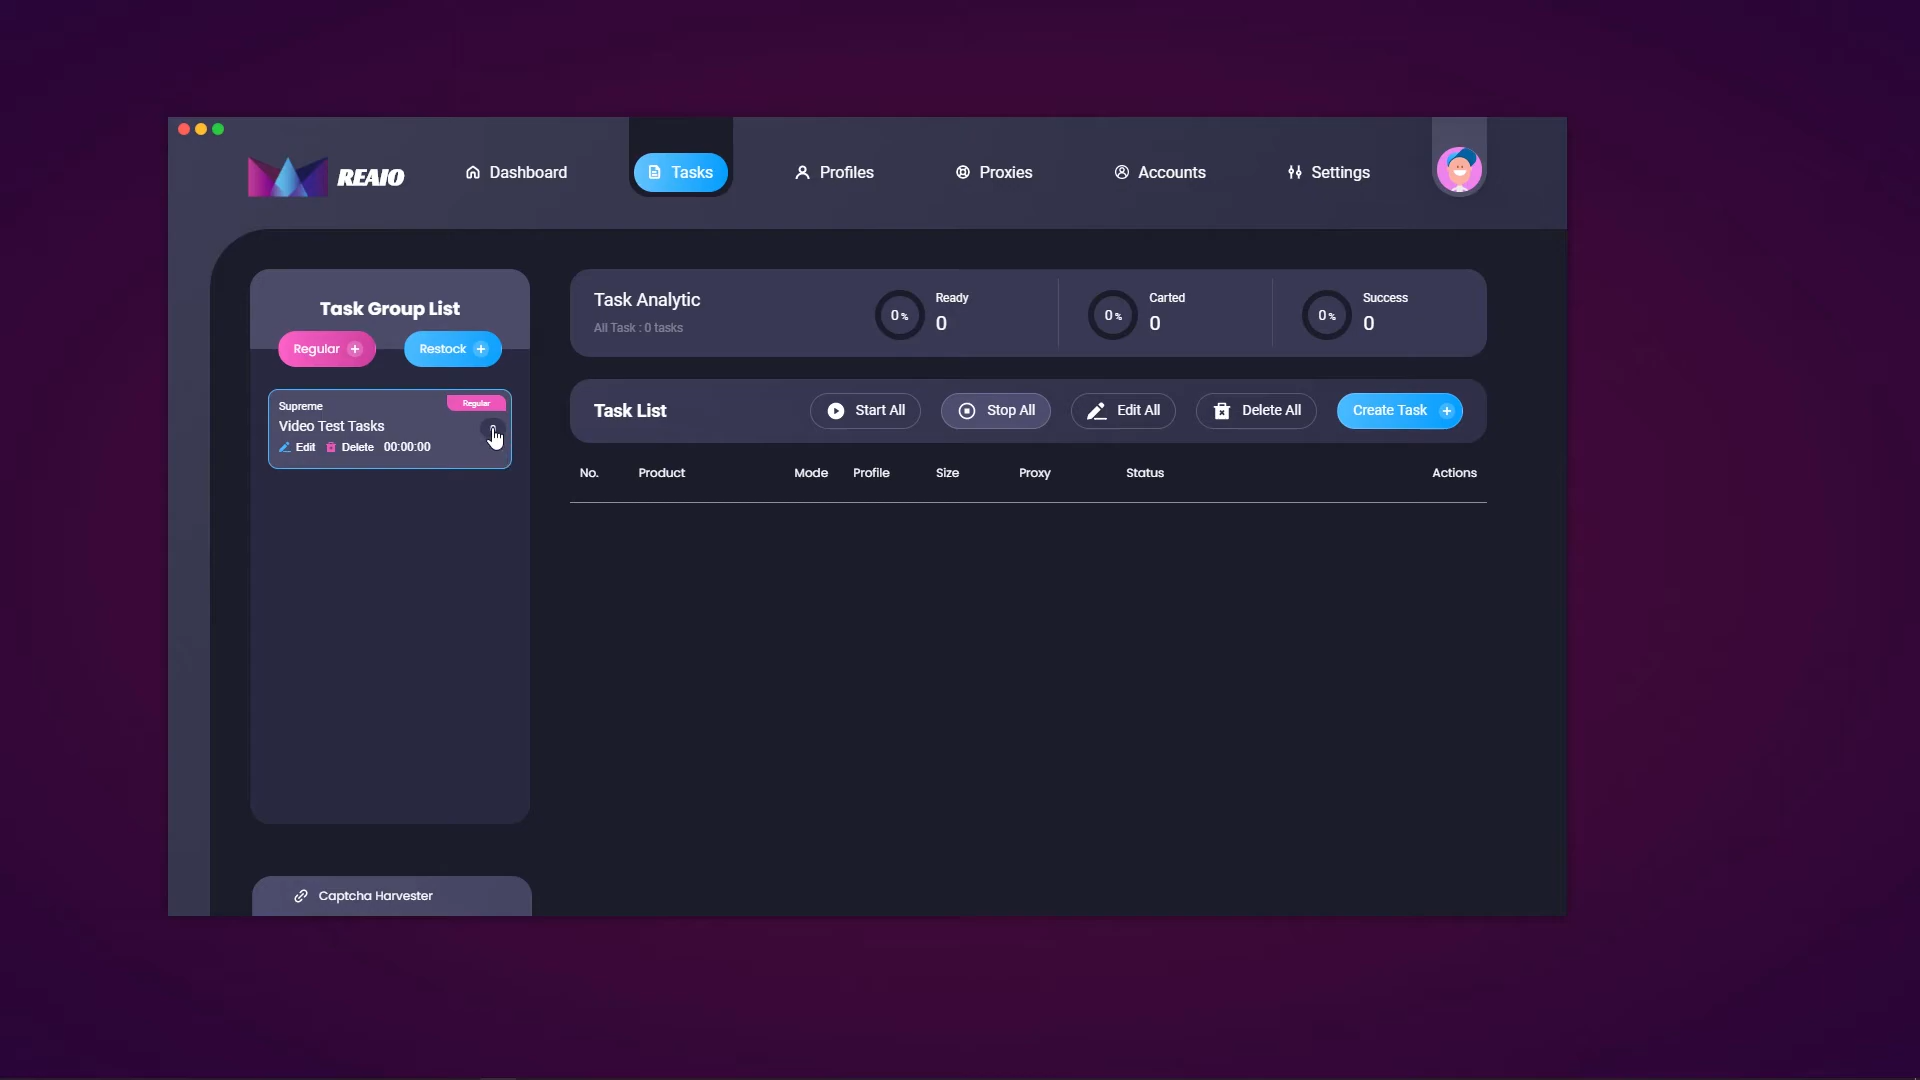 REAIO
Dashboard
Tasks
Profiles
Proxies
Accounts
Settings
Task Group List
Regular
Restock
Supreme
Regular
Video Test Tasks
Edit
Delete
00:00:00
Task Analytic
All Task : 0 tasks
0 %
Ready
0
0 %
Carted
0
0 %
Success
0
Task List
Start All
Stop All
Edit All
Delete All
Create Task
No.
Product
Mode
Profile
Size
Proxy
Status
Actions
Captcha Harvester